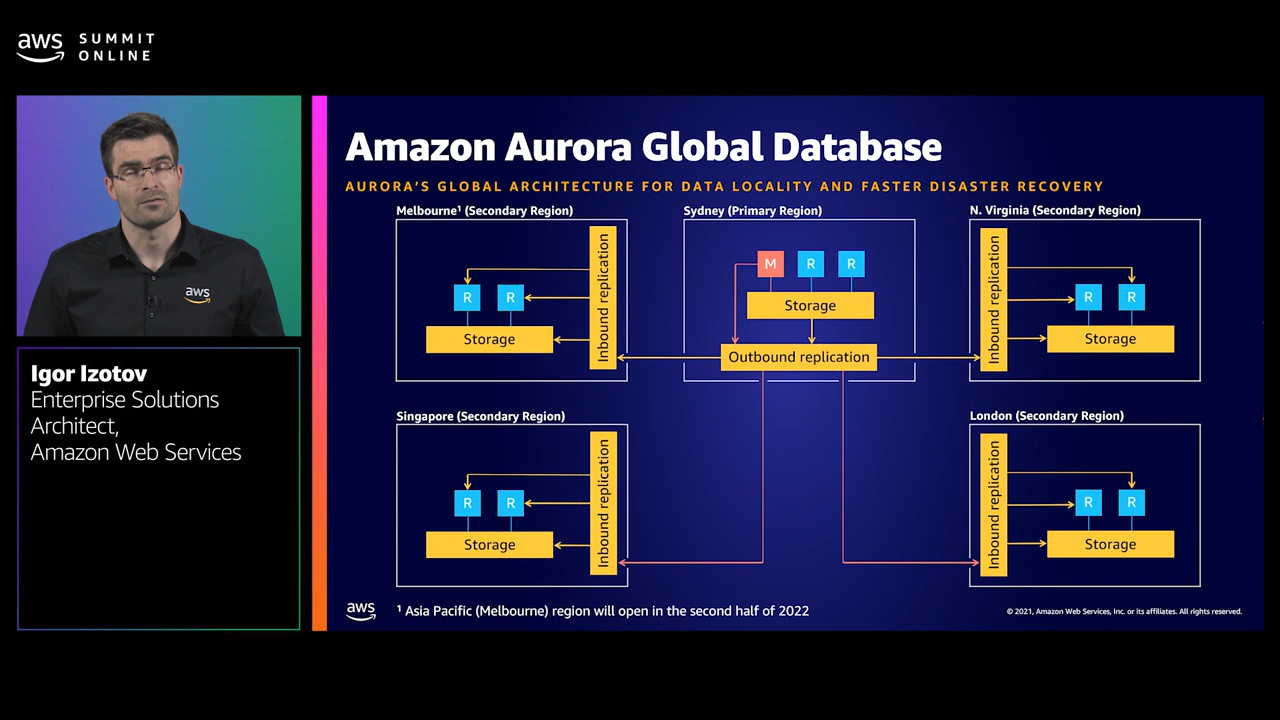 aws SUMMIT
ONLINE
aws
Igor Izotov
Enterprise Solutions
Architect,
Amazon Web Services
Amazon Aurora Global Database
AURORA'S GLOBAL ARCHITECTURE FOR DATA LOCALITY AND FASTER DISASTER RECOVERY
Melbourne¹ (Secondary Region)
R R
Storage
Inbound replication
Sydney (Primary Region)
M R R
Storage
Outbound replication
N. Virginia (Secondary Region)
Inbound replication
R R
Storage
Singapore (Secondary Region)
R R
Storage
Inbound replication
London (Secondary Region)
Inbound replication
R R
Storage
aws
¹ Asia Pacific (Melbourne) region will open in the second half of 2022
© 2021, Amazon Web Services, Inc. or its affiliates. All rights reserved.